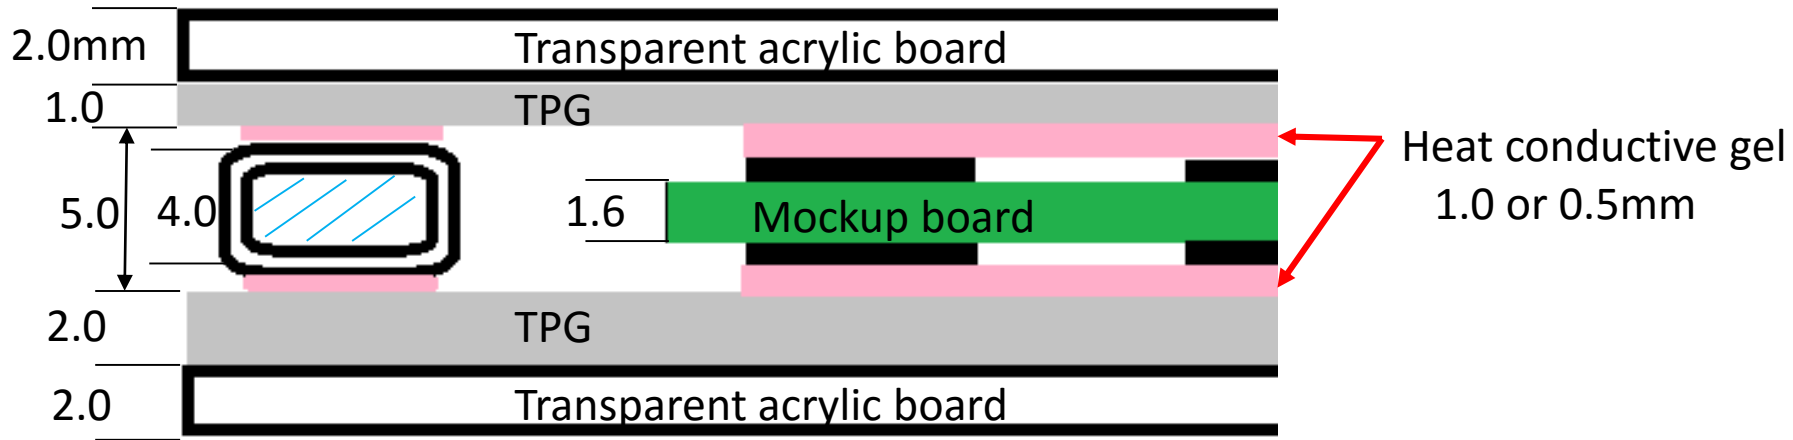 2.0mm
Transparent acrylic board
1.0
TPG
Heat conductive gel
1.0 or 0.5mm
5.0
4.0
1.6
Mockup board
2.0
TPG
2.0
Transparent acrylic board